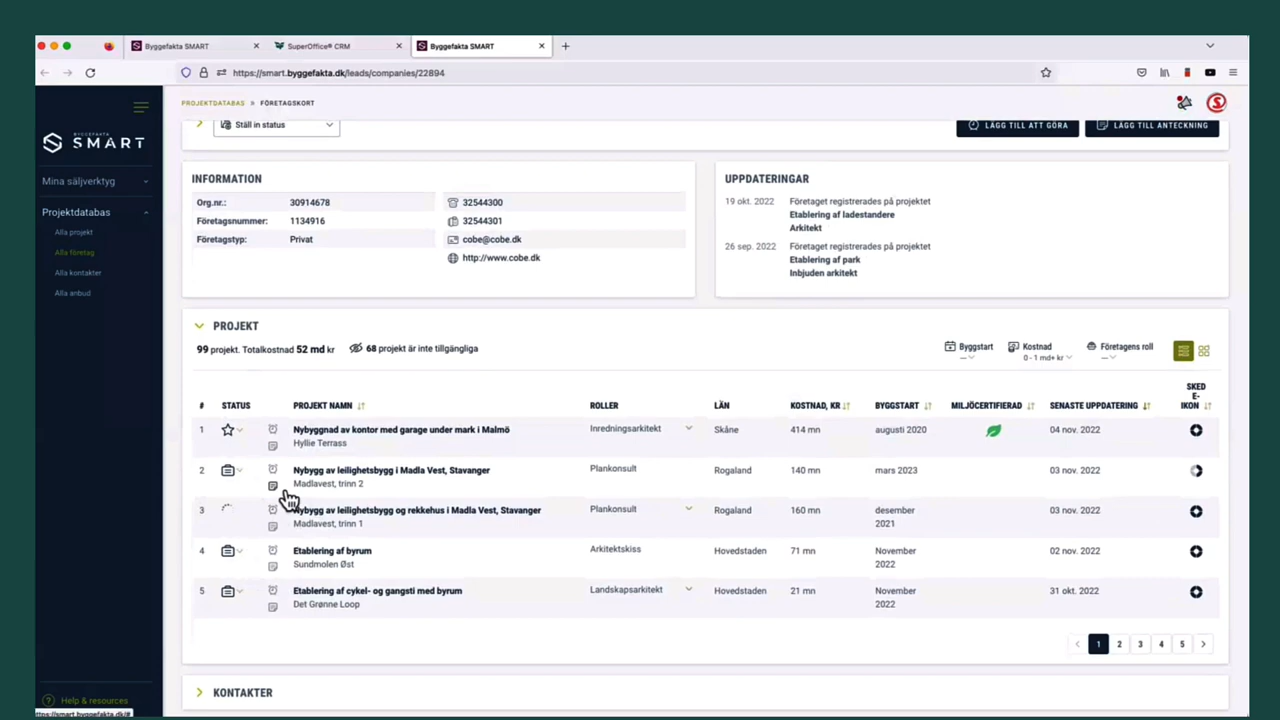 Byggefakta SMART
SuperOffice® CRM
Byggefakta SMART
https://smart.byggefakta.dk/leads/companies/22894
PROJEKTDATABAS » FÖRETAGSKORT
BYGGEFAKTA
SMART
Ställ in status
LÄGG TILL ATT GÖRA
LÄGG TILL ANTECKNING
Mina säljverktyg
Projektdatabas
Alla projekt
Alla företag
Alla kontakter
Alla anbud
INFORMATION
Org.nr.: 30914678
Företagsnummer: 1134916
Företagstyp: Privat
32544300
32544301
cobe@cobe.dk
http://www.cobe.dk
UPPDATERINGAR
19 okt. 2022 Företaget registrerades på projektet
Etablering af ladestandere
Arkitekt
26 sep. 2022 Företaget registrerades på projektet
Etablering af park
Inbjuden arkitekt
PROJEKT
99 projekt. Totalkostnad 52 md kr 68 projekt är inte tillgängliga
Byggstart
Kostnad
0 - 1 md+ kr
Företagens roll
# STATUS PROJEKT NAMN ROLLER LÄN KOSTNAD, KR BYGGSTART MILJÖCERTIFIERAD SENASTE UPPDATERING SKED
E-
IKON
1 Nybyggnad av kontor med garage under mark i Malmö Inredningsarkitekt Skåne 414 mn augusti 2020 04 nov. 2022
Hyllie Terrass
2 Nybygg av leilighetsbygg i Madla Vest, Stavanger Plankonsult Rogaland 140 mn mars 2023 03 nov. 2022
Madlavest, trinn 2
3 Nybygg av leilighetsbygg og rekkehus i Madla Vest, Stavanger Plankonsult Rogaland 160 mn desember 03 nov. 2022
Madlavest, trinn 1 2021
4 Etablering af byrum Arkitektskiss Hovedstaden 71 mn November 02 nov. 2022
Sundmolen Øst 2022
5 Etablering af cykel- og gangsti med byrum Landskapsarkitekt Hovedstaden 21 mn November 31 okt. 2022
Det Grønne Loop 2022
1 2 3 4 5
KONTAKTER
Help & resources
https://smart.byggefakta.dk/#